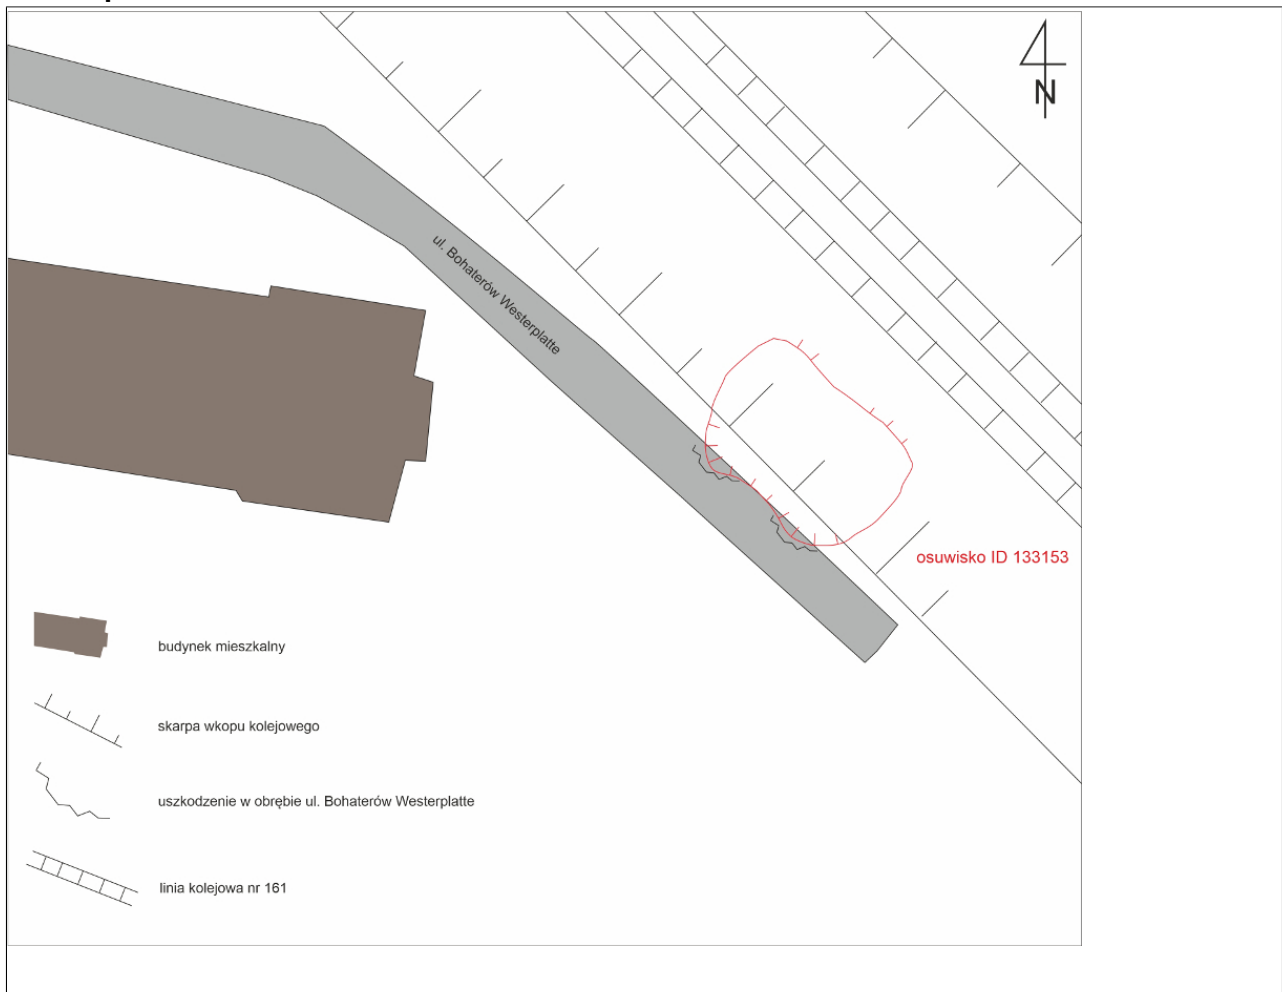 N
ul. Bohaterów Westerplatte
osuwisko ID 133153
budynek mieszkalny
skarpa wkopu kolejowego
uszkodzenie w obrębie ul. Bohaterów Westerplatte
linia kolejowa nr 161